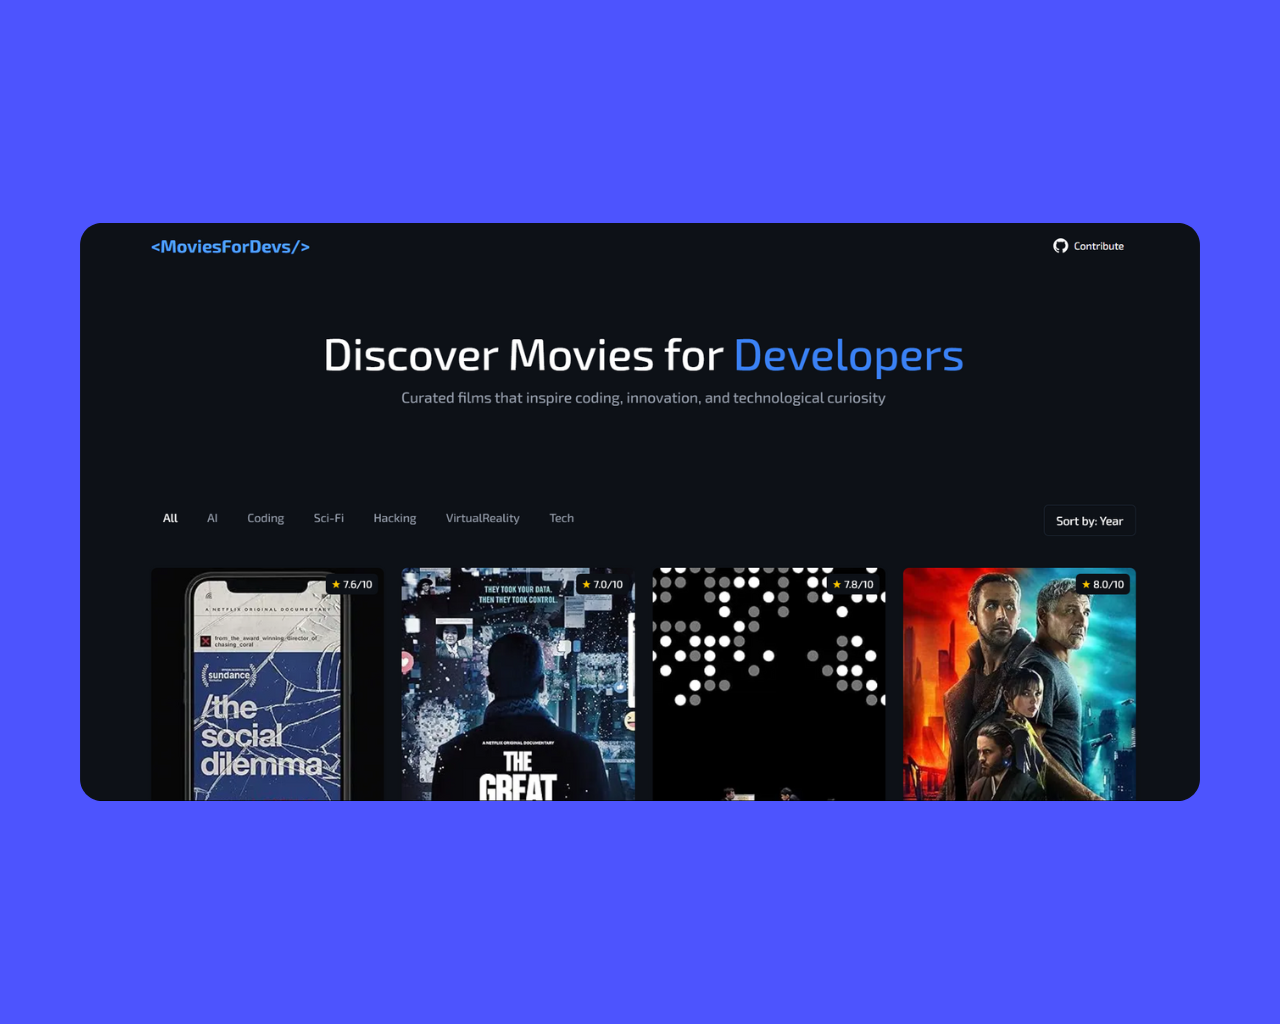 <MoviesForDevs/>
Contribute
Discover Movies for Developers
Curated films that inspire coding, innovation, and technological curiosity
All AI Coding Sci-Fi Hacking VirtualReality Tech
Sort by: Year
★ 7.6/10
A NETFLIX ORIGINAL DOCUMENTARY
from_the_award_winning_director_of_
chasing_coral
sundance
/the
social
dilemma
★ 7.0/10
THEY TOOK YOUR DATA.
THEN THEY TOOK CONTROL.
A NETFLIX ORIGINAL DOCUMENTARY
THE
GREAT
★ 7.8/10
★ 8.0/10